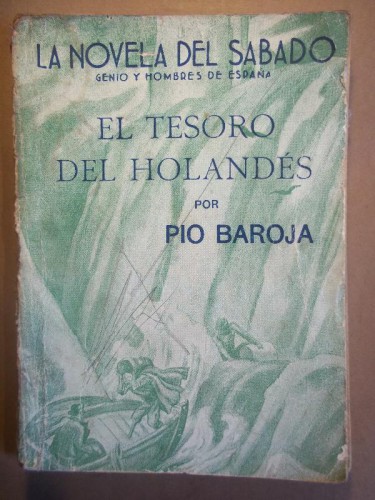 LA NOVELA DEL SABADO
GENIO Y HOMBRES DE ESPAÑA
EL TESORO
DEL HOLANDÉS
POR
PIO BAROJA